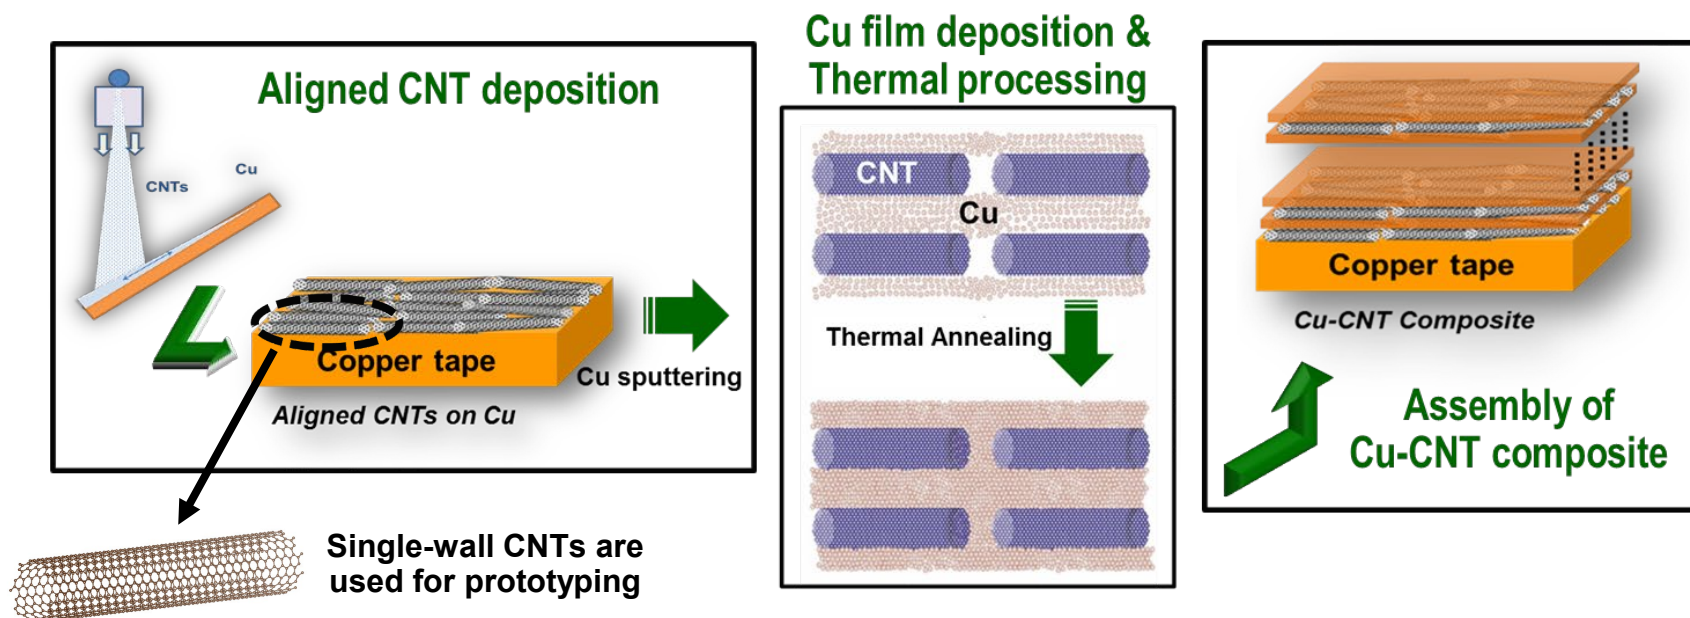 Aligned CNT deposition
CNTs
Cu
Copper tape
Aligned CNTs on Cu
Cu sputtering
Single-wall CNTs are
used for prototyping
Cu film deposition &
Thermal processing
CNT
Cu
Thermal Annealing
Copper tape
Cu-CNT Composite
Assembly of
Cu-CNT composite